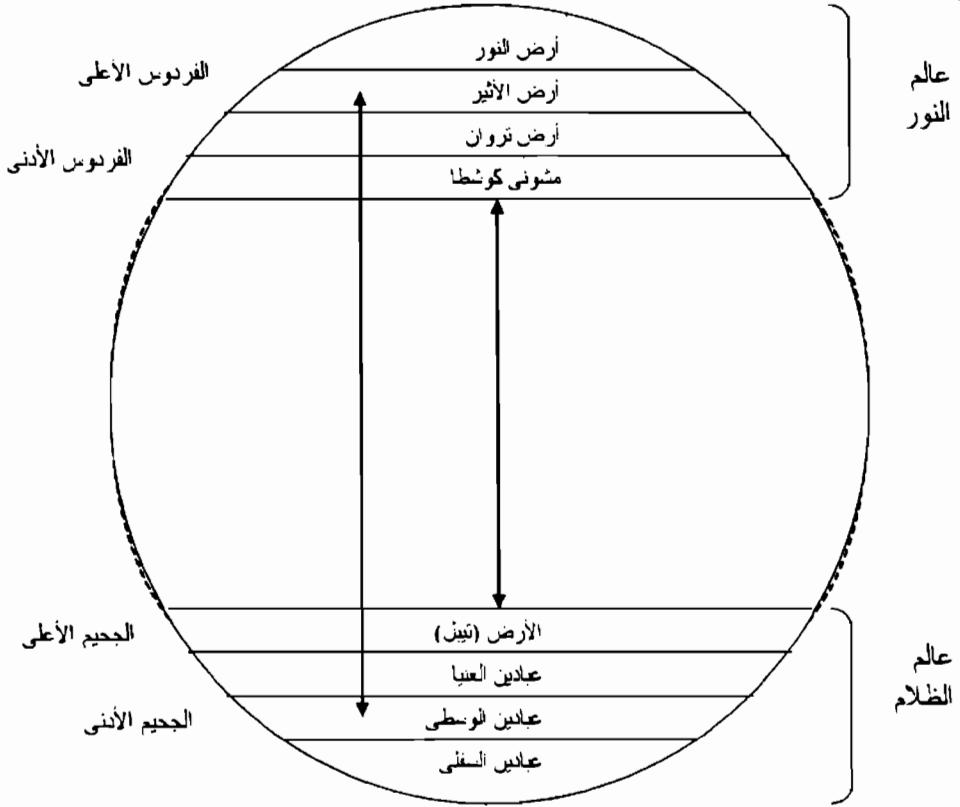 أرض النور
الفردوس الأعلى
عالم
النور
أرض الأثير
أرض تروان
الفردوس الأدنى
مشوني كوشطا
الأرض (تيبل)
الجحيم الأعلى
عالم
الظلام
عبادين العليا
عبادين الوسطى
الجحيم الأدنى
عبادين السفلى